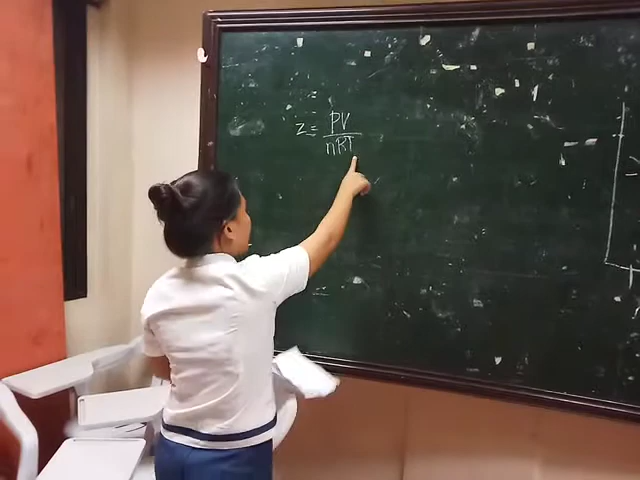 z = PV
nRT